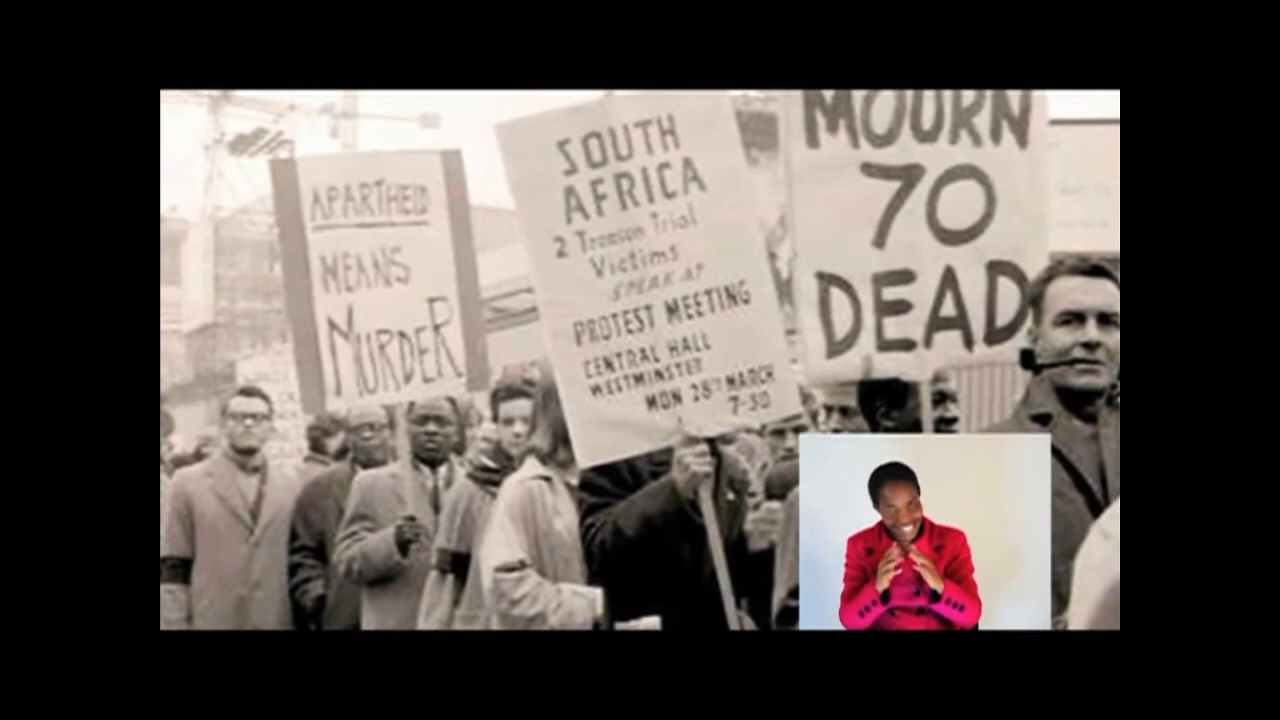 APARTHEID
MEANS
MURDER
SOUTH
AFRICA
2 Treason Trial
Victims
SPEAK AT
PROTEST MEETING
CENTRAL HALL
WESTMINSTER
MON 28TH MARCH
7-30
MOURN
70
DEAD